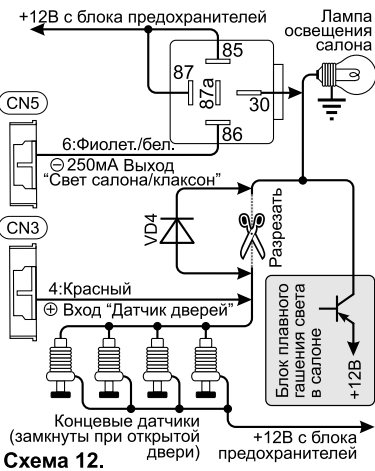 +12В с блока предохранителей
Лампа
освещения
салона
85
87
87a
30
86
CN5
6:Фиолет./бел.
⊖ 250мА Выход
“Свет салона/клаксон”
CN3
VD4
Разрезать
4:Красный
⊕ Вход “Датчик дверей”
Блок плавного
гашения света
в салоне
+12В
Концевые датчики
(замкнуты при открытой
двери)
+12В с блока
предохранителей
Схема 12.